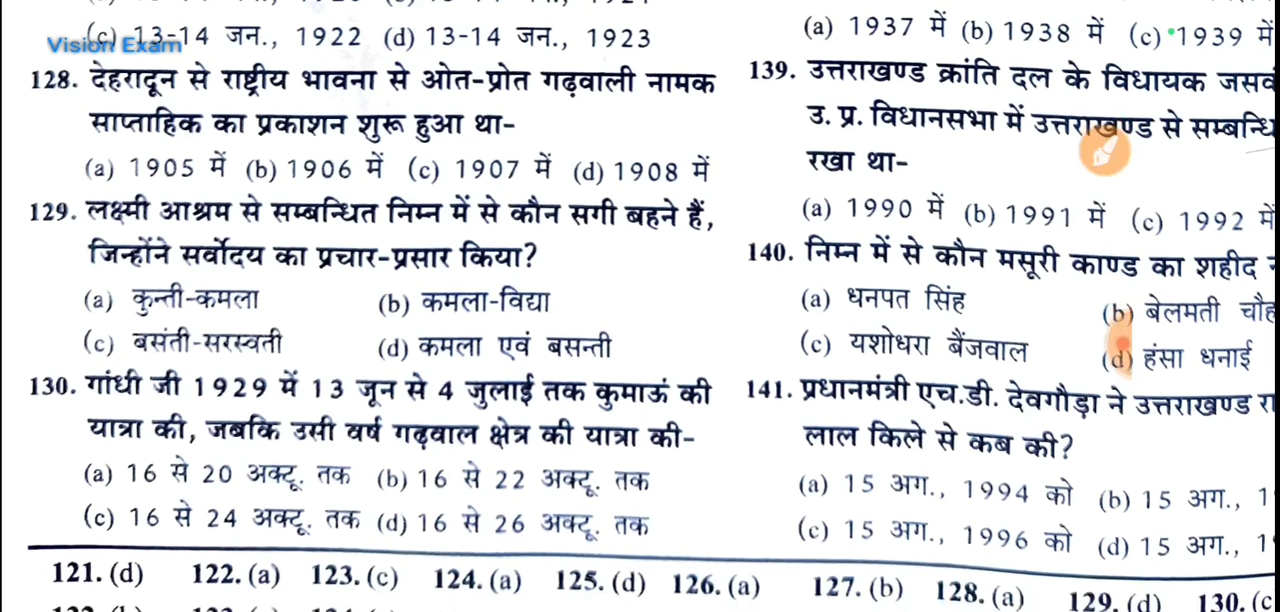 (c) 13-14 जन., 1922 (d) 13-14 जन., 1923
Vision Exam
128. देहरादून से राष्ट्रीय भावना से ओत-प्रोत गढ़वाली नामक
साप्ताहिक का प्रकाशन शुरू हुआ था-
(a) 1905 में (b) 1906 में (c) 1907 में (d) 1908 में
129. लक्ष्मी आश्रम से सम्बन्धित निम्न में से कौन सगी बहने हैं,
जिन्होंने सर्वोदय का प्रचार-प्रसार किया?
(a) कुन्ती-कमला (b) कमला-विद्या
(c) बसंती-सरस्वती (d) कमला एवं बसन्ती
130. गांधी जी 1929 में 13 जून से 4 जुलाई तक कुमाऊं की
यात्रा की, जबकि उसी वर्ष गढ़वाल क्षेत्र की यात्रा की-
(a) 16 से 20 अक्टू. तक (b) 16 से 22 अक्टू. तक
(c) 16 से 24 अक्टू. तक (d) 16 से 26 अक्टू. तक
(a) 1937 में (b) 1938 में (c) 1939 में
139. उत्तराखण्ड क्रांति दल के विधायक
उ. प्र. विधानसभा में उत्तराखण्ड से
रखा था-
(a) 1990 में (b) 1991 में (c) 1992 में
140. निम्न में से कौन मसूरी काण्ड का शहीद
(a) धनपत सिंह (b) बेलमती
(c) यशोधरा बैंजवाल (d) हंसा धनाई
141. प्रधानमंत्री एच.डी. देवगौड़ा ने उत्तराखण्ड
लाल किले से कब की?
(a) 15 अग., 1994 को (b) 15 अग.,
(c) 15 अग., 1996 को (d) 15 अग.,
121. (d) 122. (a) 123. (c) 124. (a) 125. (d) 126. (a) 127. (b) 128. (a) 129. (d) 130. (c